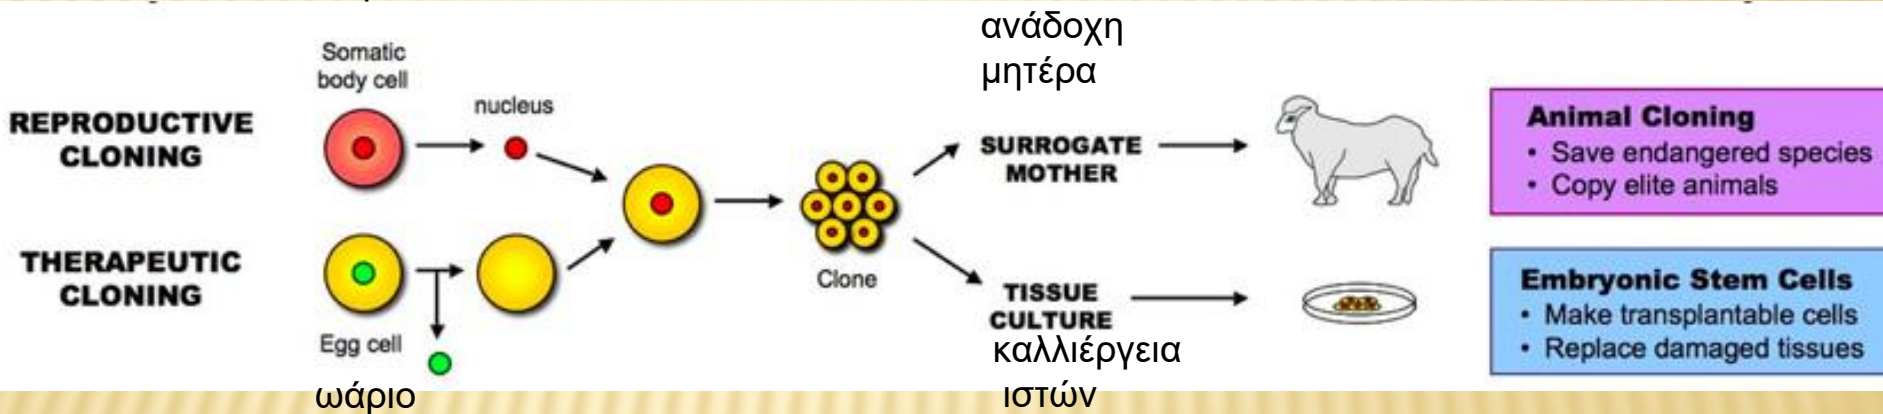 ανάδοχη
μητέρα
Somatic
body cell
nucleus
REPRODUCTIVE
CLONING
SURROGATE
MOTHER
Animal Cloning
• Save endangered species
• Copy elite animals
THERAPEUTIC
CLONING
Egg cell
ωάριο
Clone
TISSUE
CULTURE
καλλιέργεια
ιστών
Embryonic Stem Cells
• Make transplantable cells
• Replace damaged tissues